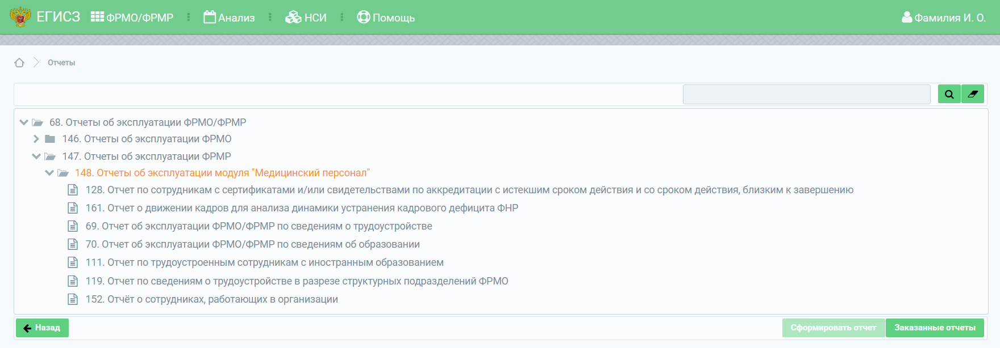 ЕГИСЗ ФРМО/ФРМР Анализ НСИ Помощь Фамилия И. О.
Отчеты
68. Отчеты об эксплуатации ФРМО/ФРМР
146. Отчеты об эксплуатации ФРМО
147. Отчеты об эксплуатации ФРМР
148. Отчеты об эксплуатации модуля "Медицинский персонал"
128. Отчет по сотрудникам с сертификатами и/или свидетельствами по аккредитации с истекшим сроком действия и со сроком действия, близким к завершению
161. Отчет о движении кадров для анализа динамики устранения кадрового дефицита ФНР
69. Отчет об эксплуатации ФРМО/ФРМР по сведениям о трудоустройстве
70. Отчет об эксплуатации ФРМО/ФРМР по сведениям об образовании
111. Отчет по трудоустроенным сотрудникам с иностранным образованием
119. Отчет по сведениям о трудоустройстве в разрезе структурных подразделений ФРМО
152. Отчёт о сотрудниках, работающих в организации
Назад Сформировать отчет Заказанные отчеты